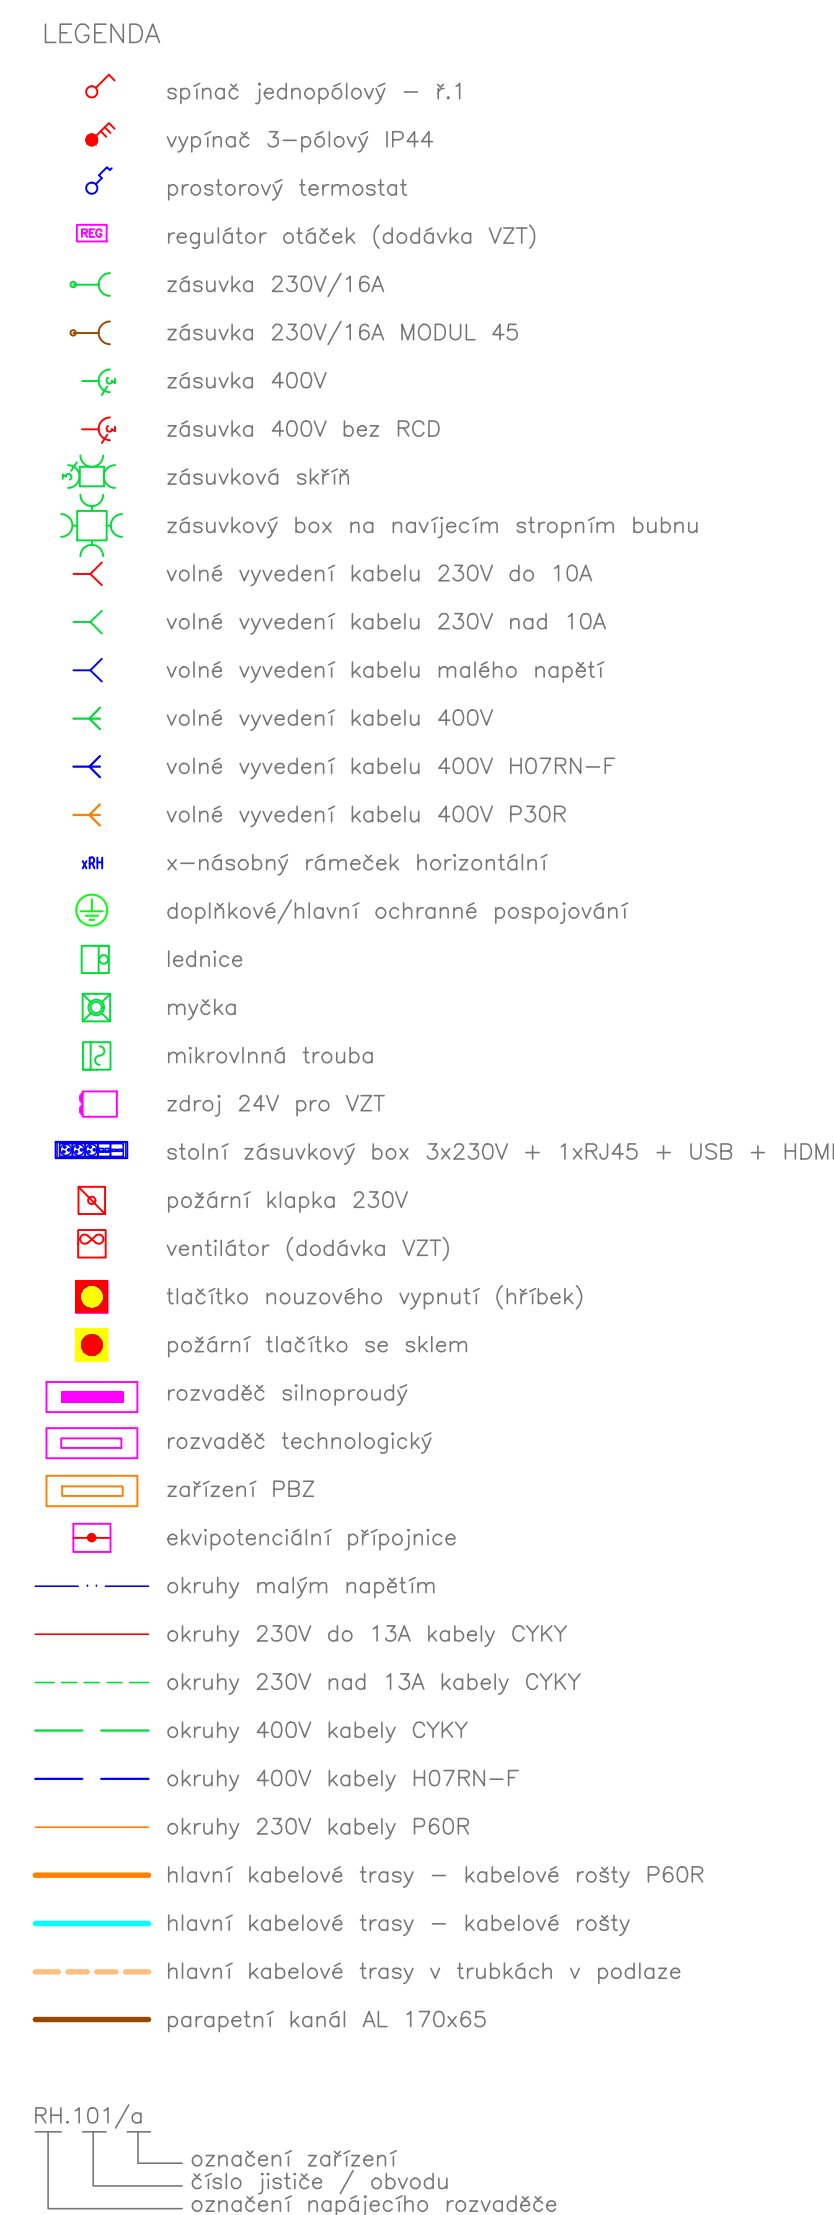 LEGENDA
spínač jednopólový – ř.1
vypínač 3–pólový IP44
prostorový termostat
REG regulátor otáček (dodávka VZT)
zásuvka 230V/16A
zásuvka 230V/16A MODUL 45
3 zásuvka 400V
3 zásuvka 400V bez RCD
3 zásuvková skříň
zásuvkový box na navíjecím stropním bubnu
volné vyvedení kabelu 230V do 10A
volné vyvedení kabelu 230V nad 10A
volné vyvedení kabelu malého napětí
volné vyvedení kabelu 400V
volné vyvedení kabelu 400V H07RN–F
volné vyvedení kabelu 400V P30R
xRH x–násobný rámeček horizontální
doplňkové/hlavní ochranné pospojování
lednice
myčka
mikrovlnná trouba
zdroj 24V pro VZT
stolní zásuvkový box 3x230V + 1xRJ45 + USB + HDMI
požární klapka 230V
ventilátor (dodávka VZT)
tlačítko nouzového vypnutí (hříbek)
požární tlačítko se sklem
rozvaděč silnoproudý
rozvaděč technologický
zařízení PBZ
ekvipotenciální přípojnice
okruhy malým napětím
okruhy 230V do 13A kabely CYKY
okruhy 230V nad 13A kabely CYKY
okruhy 400V kabely CYKY
okruhy 400V kabely H07RN–F
okruhy 230V kabely P60R
hlavní kabelové trasy – kabelové rošty P60R
hlavní kabelové trasy – kabelové rošty
hlavní kabelové trasy v trubkách v podlaze
parapetní kanál AL 170x65
RH.101/a
označení zařízení
číslo jističe / obvodu
označení napájecího rozvaděče